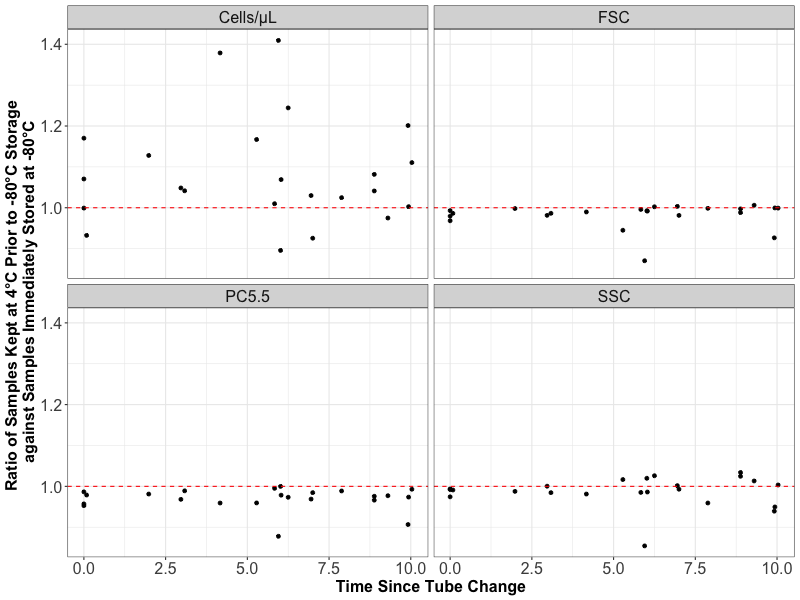 Cells/µL
FSC
1.4
1.2
1.0
PC5.5
SSC
1.4
1.2
1.0
0.0 2.5 5.0 7.5 10.0
0.0 2.5 5.0 7.5 10.0
Time Since Tube Change
Ratio of Samples Kept at 4°C Prior to -80°C Storage
against Samples Immediately Stored at -80°C